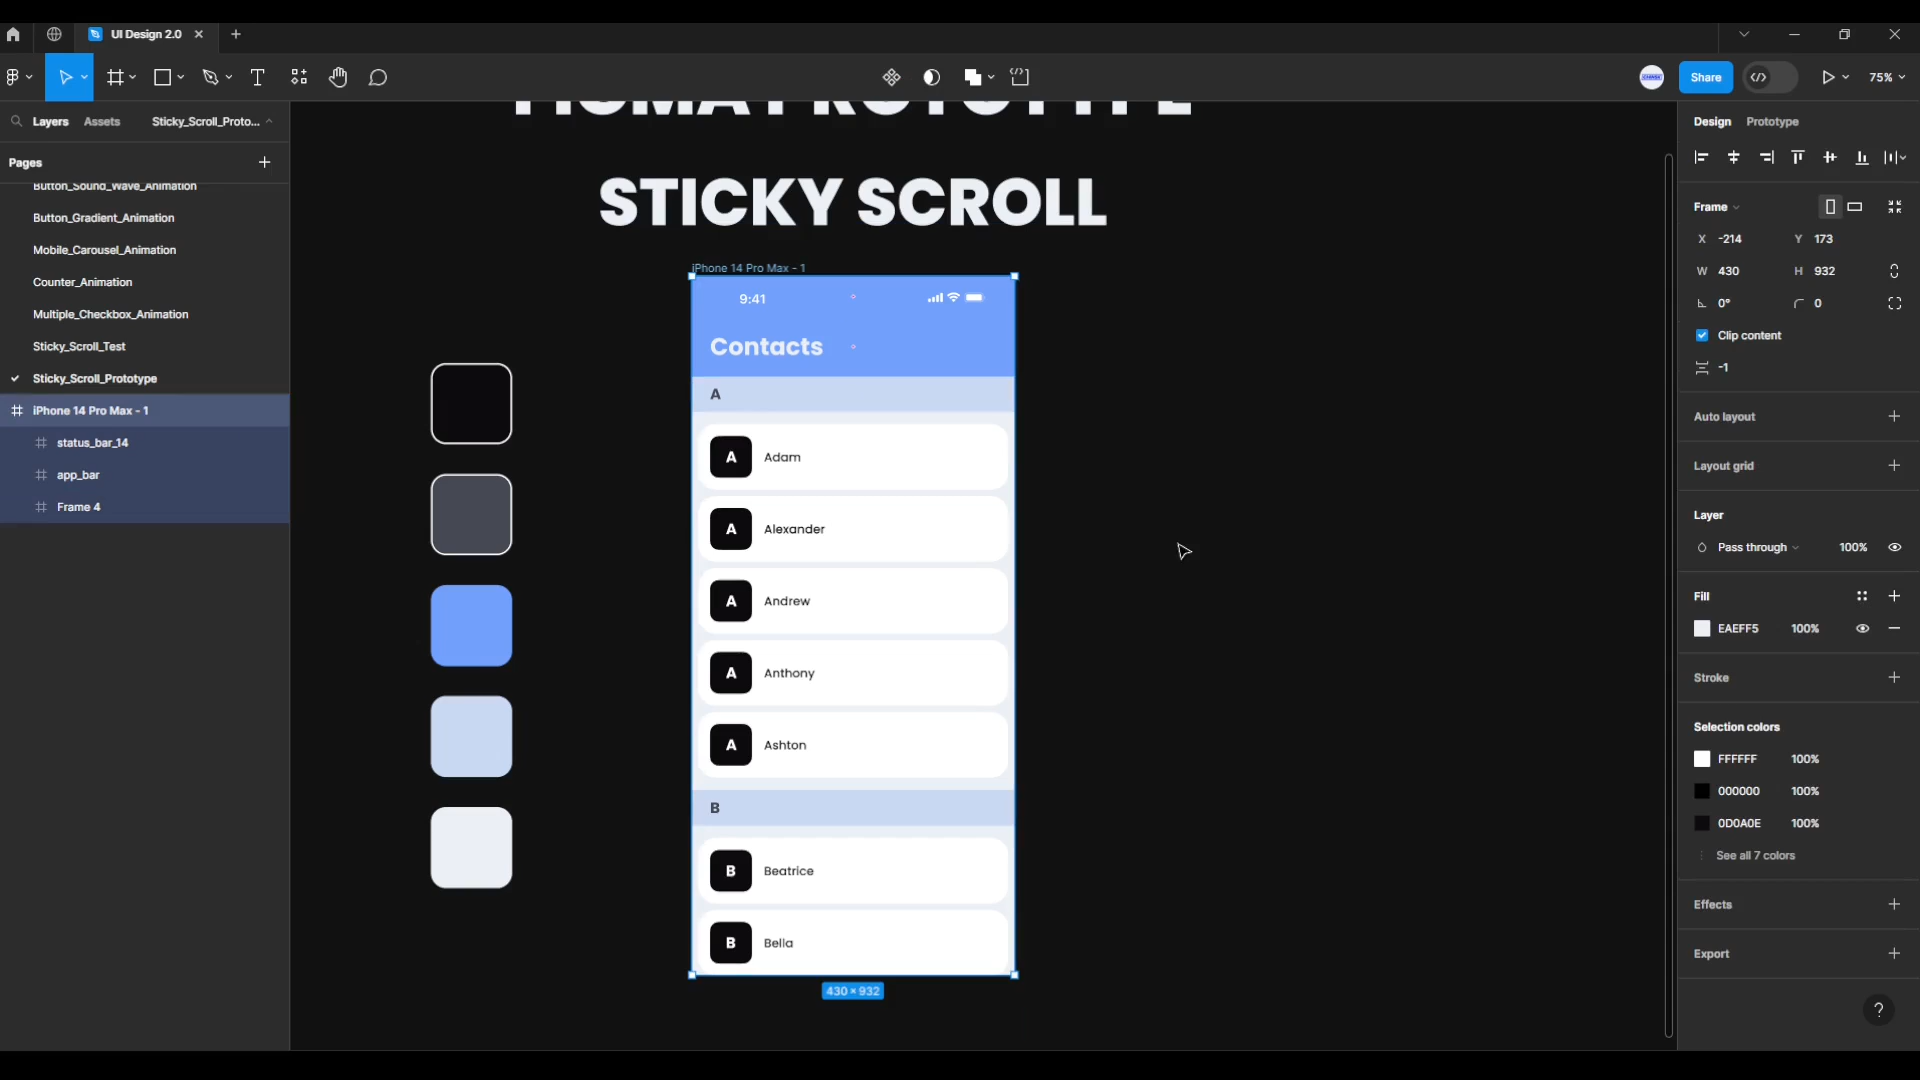 UI Design 2.0
Share
75%
Layers
Assets
Sticky_Scroll_Proto...
Design
Prototype
Pages
Button_Sound_Wave_Animation
Button_Gradient_Animation
Mobile_Carousel_Animation
Counter_Animation
Multiple_Checkbox_Animation
Sticky_Scroll_Test
Sticky_Scroll_Prototype
iPhone 14 Pro Max - 1
status_bar_14
app_bar
Frame 4
FIGMA PROTOTYPE
STICKY SCROLL
iPhone 14 Pro Max - 1
9:41
Contacts
A
A Adam
A Alexander
A Andrew
A Anthony
A Ashton
B
B Beatrice
B Bella
430 × 932
Frame
X -214 Y 173
W 430 H 932
0° 0
Clip content
-1
Auto layout
Layout grid
Layer
Pass through 100%
Fill
EAEFF5 100%
Stroke
Selection colors
FFFFFF 100%
000000 100%
0D0A0E 100%
See all 7 colors
Effects
Export
?